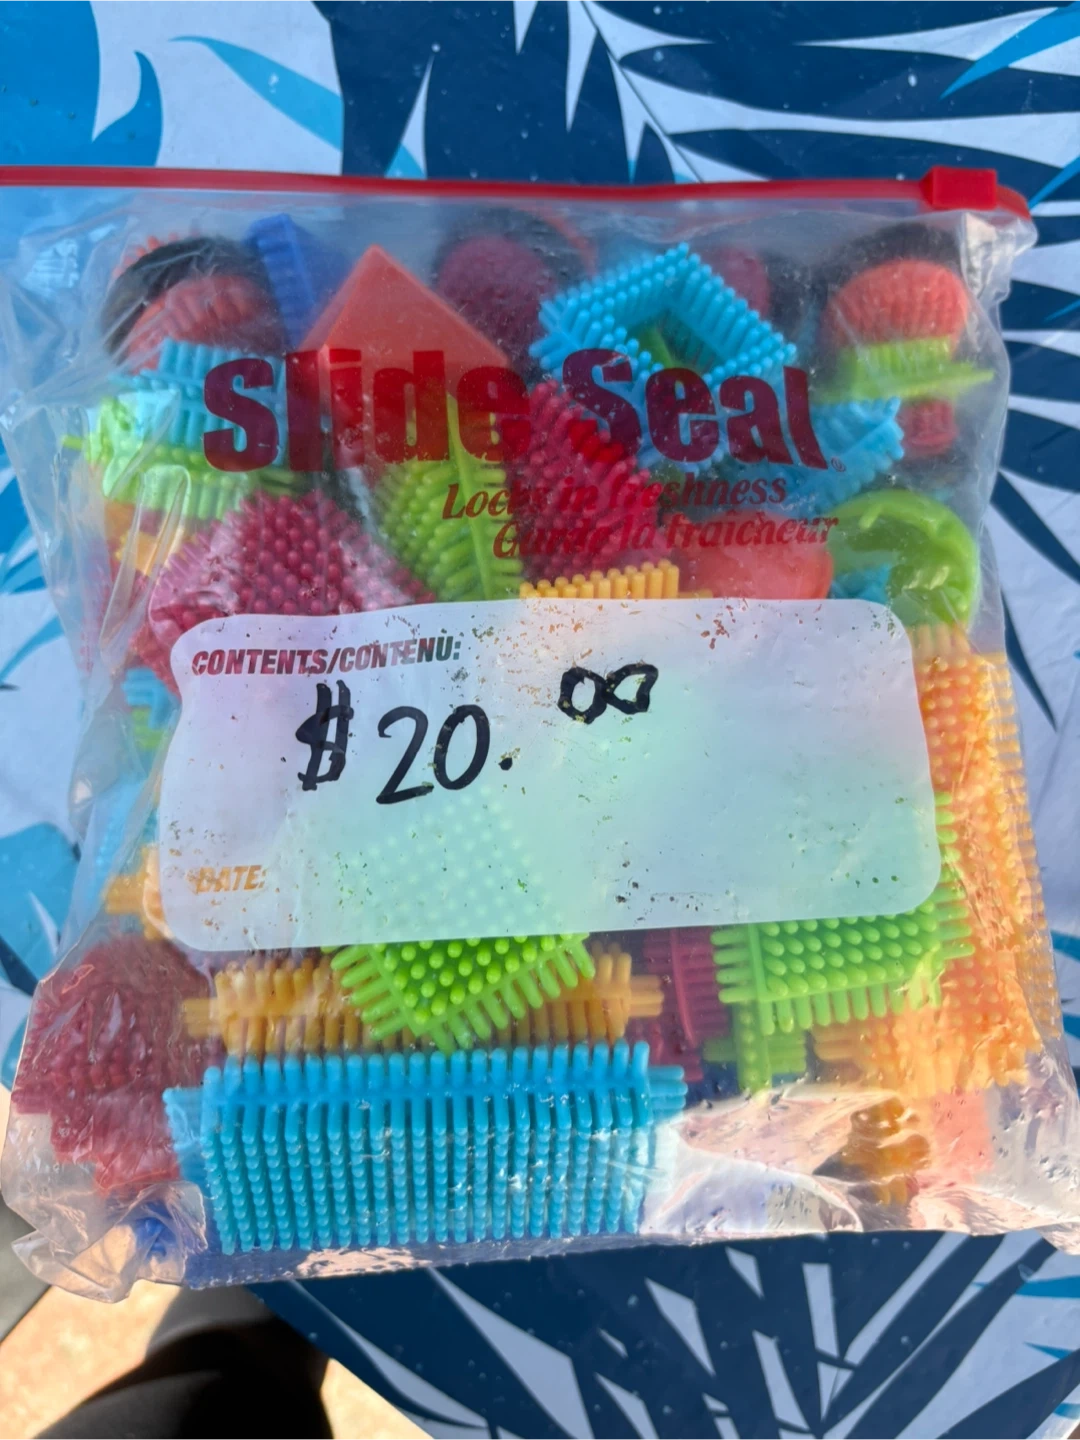 Slide Seal®
Locks in freshness
Garde la fraîcheur
CONTENTS/CONTENU:
$20.00
DATE: